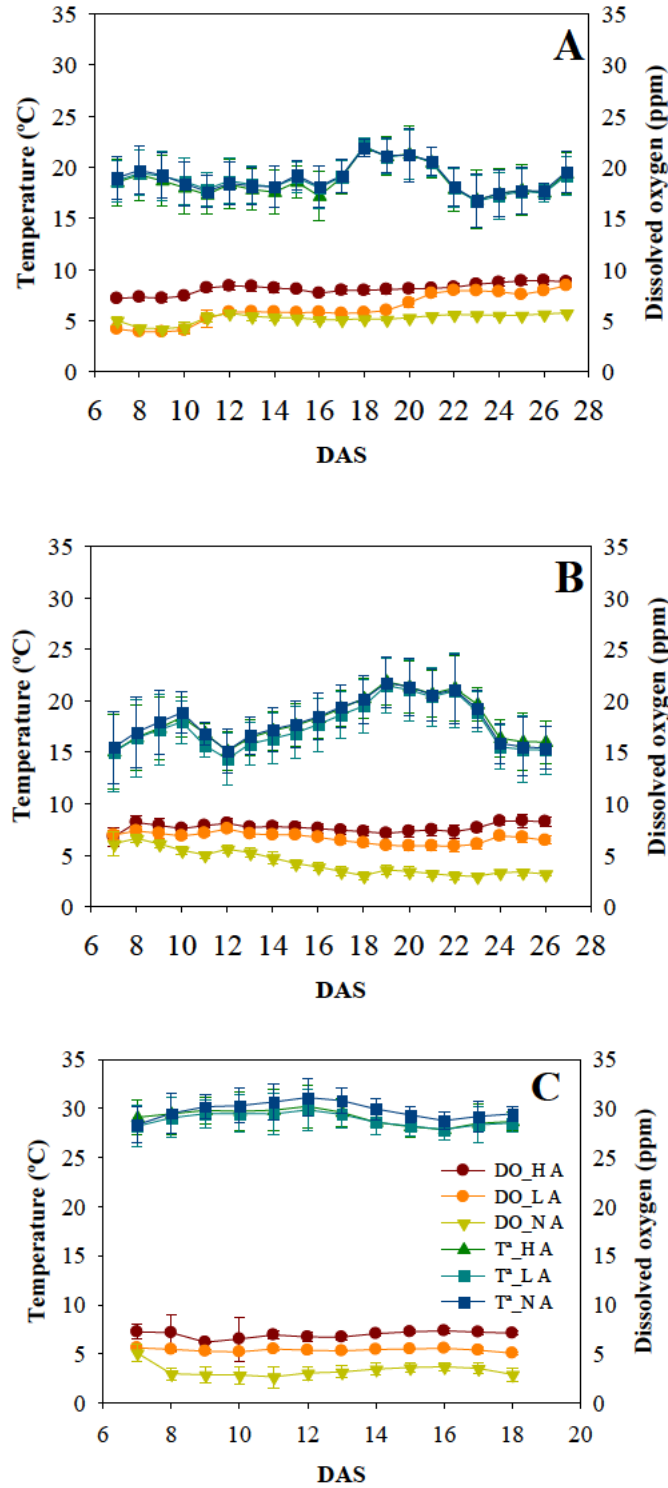 A
35 35
30 30
25 25
20 20
15 15
10 10
5 5
0 0
Temperature (ºC)
Dissolved oxygen (ppm)
6 8 10 12 14 16 18 20 22 24 26 28
DAS
B
35 35
30 30
25 25
20 20
15 15
10 10
5 5
0 0
Temperature (ºC)
Dissolved oxygen (ppm)
6 8 10 12 14 16 18 20 22 24 26 28
DAS
C
35 35
30 30
25 25
20 20
15 15
10 10
5 5
0 0
Temperature (ºC)
Dissolved oxygen (ppm)
DO_H A
DO_L A
DO_N A
Tª_H A
Tª_L A
Tª_N A
6 8 10 12 14 16 18 20
DAS